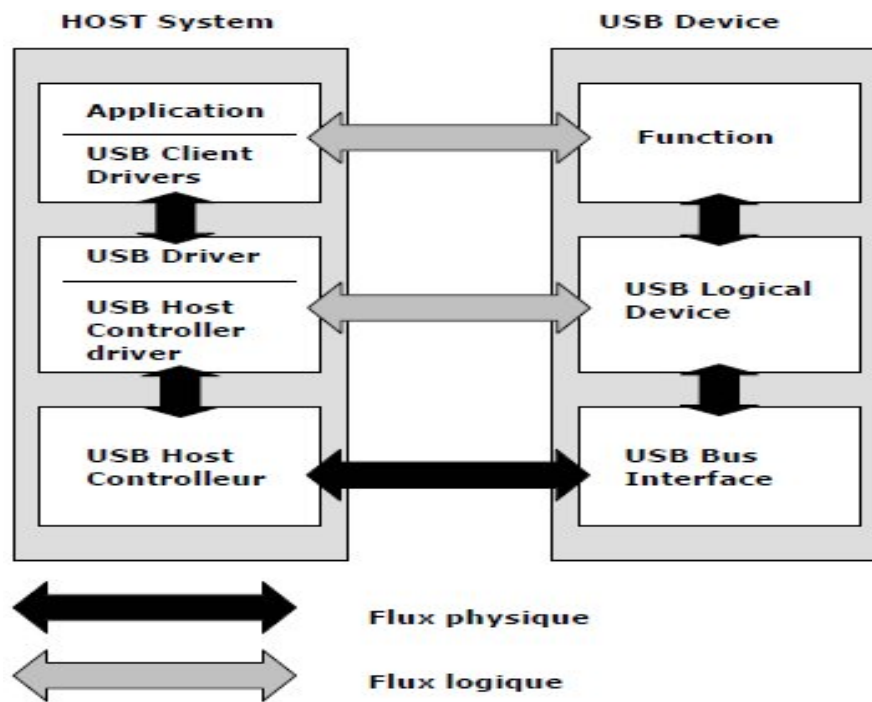 HOST System
USB Device
Application
USB Client
Drivers
Function
USB Driver
USB Host
Controller
driver
USB Logical
Device
USB Host
Controlleur
USB Bus
Interface
Flux physique
Flux logique